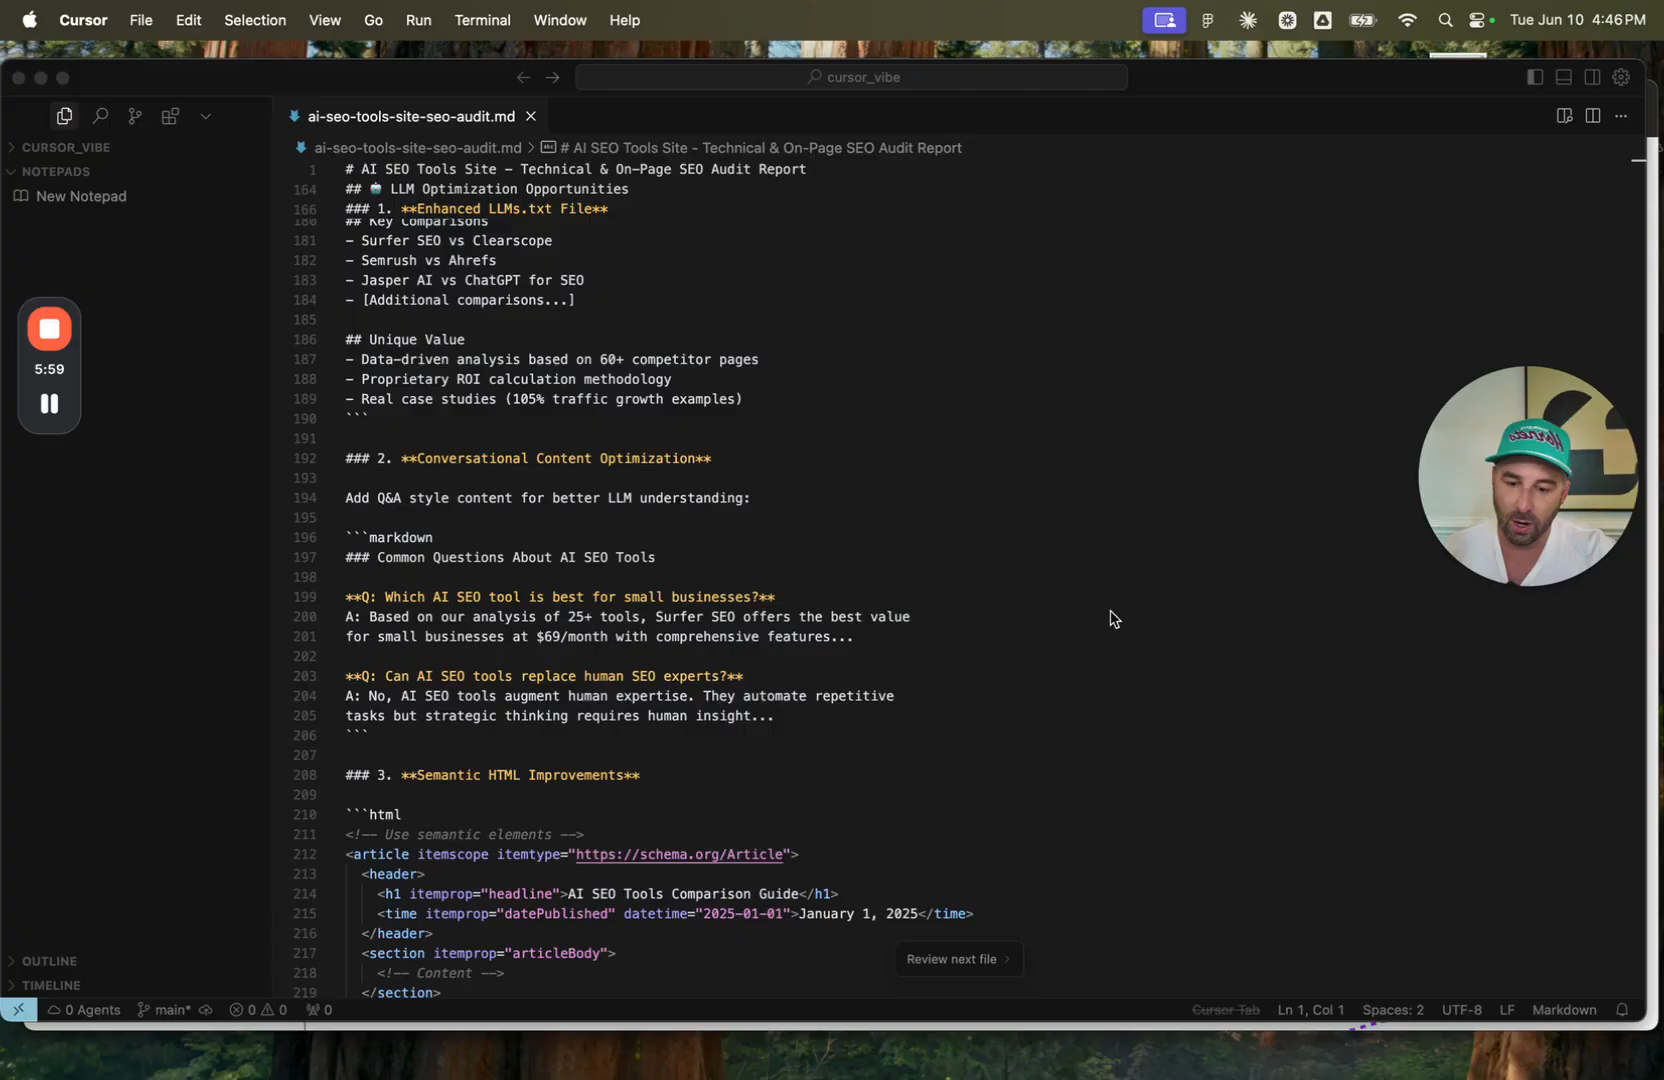 Cursor File Edit Selection View Go Run Terminal Window Help Tue Jun 10 4:46 PM
cursor_vibe
ai-seo-tools-site-seo-audit.md
CURSOR_VIBE
ai-seo-tools-site-seo-audit.md > # AI SEO Tools Site - Technical & On-Page SEO Audit Report
NOTEPADS
New Notepad
1 # AI SEO Tools Site - Technical & On-Page SEO Audit Report
164 ## LLM Optimization Opportunities
166 ### 1. **Enhanced LLMs.txt File**
180 ## Key Comparisons
181 - Surfer SEO vs Clearscope
182 - Semrush vs Ahrefs
183 - Jasper AI vs ChatGPT for SEO
184 - [Additional comparisons...]
185
186 ## Unique Value
187 - Data-driven analysis based on 60+ competitor pages
188 - Proprietary ROI calculation methodology
189 - Real case studies (105% traffic growth examples)
190 ```
191
192 ### 2. **Conversational Content Optimization**
193
194 Add Q&A style content for better LLM understanding:
195
196 ```markdown
197 ### Common Questions About AI SEO Tools
198
199 **Q: Which AI SEO tool is best for small businesses?**
200 A: Based on our analysis of 25+ tools, Surfer SEO offers the best value
201 for small businesses at $69/month with comprehensive features...
202
203 **Q: Can AI SEO tools replace human SEO experts?**
204 A: No, AI SEO tools augment human expertise. They automate repetitive
205 tasks but strategic thinking requires human insight...
206 ```
207
208 ### 3. **Semantic HTML Improvements**
209
210 ```html
211 <!-- Use semantic elements -->
212 <article itemscope itemtype="https://schema.org/Article">
213 <header>
214 <h1 itemprop="headline">AI SEO Tools Comparison Guide</h1>
215 <time itemprop="datePublished" datetime="2025-01-01">January 1, 2025</time>
216 </header>
217 <section itemprop="articleBody">
218 <!-- Content -->
219 </section>
5:59
Hornets
Review next file
OUTLINE
TIMELINE
0 Agents main* 0 0 0 Cursor Tab Ln 1, Col 1 Spaces: 2 UTF-8 LF Markdown